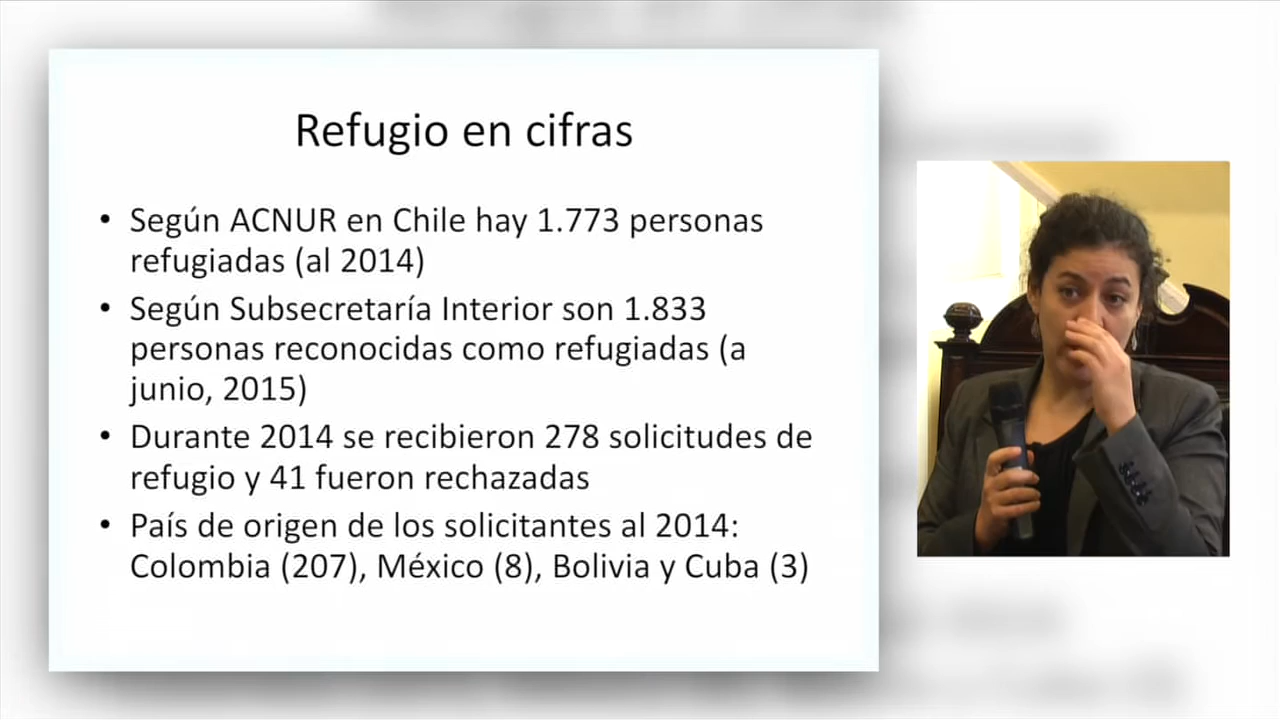 Refugio en cifras
• Según ACNUR en Chile hay 1.773 personas
refugiadas (al 2014)
• Según Subsecretaría Interior son 1.833
personas reconocidas como refugiadas (a
junio, 2015)
• Durante 2014 se recibieron 278 solicitudes de
refugio y 41 fueron rechazadas
• País de origen de los solicitantes al 2014:
Colombia (207), México (8), Bolivia y Cuba (3)